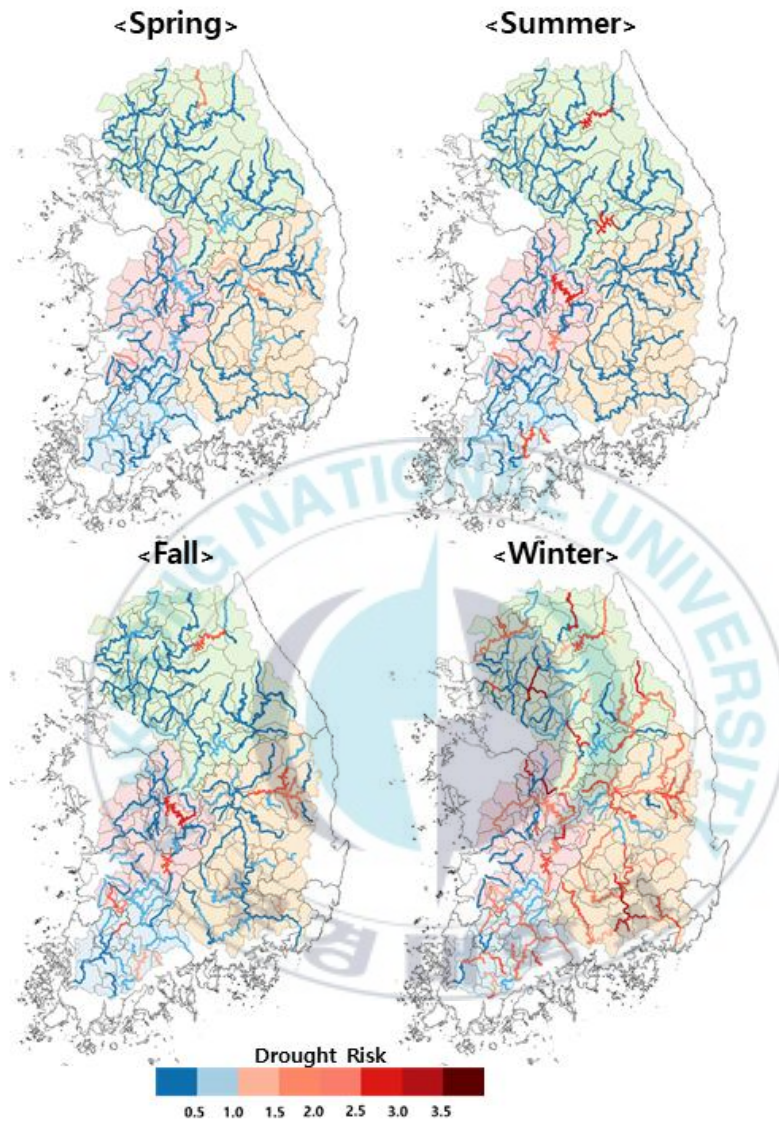 <Spring>
<Summer>
NATIONAL UNIVERSITY
<Fall>
<Winter>
Drought Risk
0.5 1.0 1.5 2.0 2.5 3.0 3.5